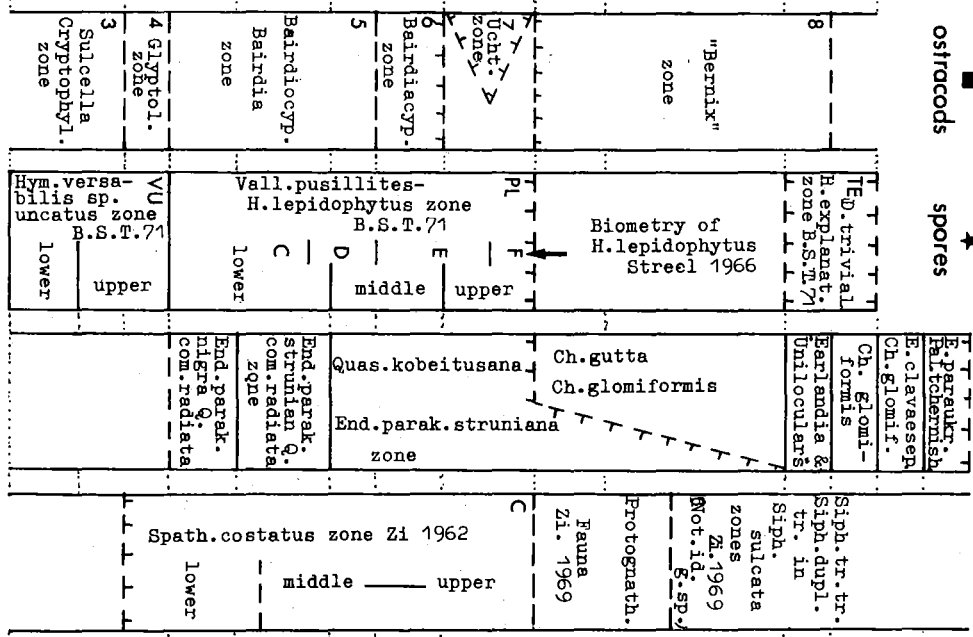 ostracods
3
Sulcella
Cryptophyl.
zone
4
Glyptol.
zone
5
Bairdiocyp.
Bairdia
zone
6
Bairdiacyp.
zone
7
Ucht.
zone
8
"Bernix"
zone
spores
VU
Hym.versa-
bilis sp.
uncatus zone
B.S.T.71
lower
upper
PL
Vall.pusillites-
H.lepidophytus zone
B.S.T.71
C
D
E
F
lower
middle
upper
Biometry of
H.lepidophytus
Streel 1966
TE
D.trivial
H.explanat.
zone B.S.T.71
End.parak.
nigra Q.
com.radiata
End.parak.
strunian Q.
com.radiata
zone
Quas.kobeitusana
End.parak.struniana
zone
Ch.gutta
Ch.glomiformis
Earlandia &
Uniloculars
Ch. glomi-
formis
E.clavaesep
Ch.glomif.
E.paraukr.
Pal.tchernish.
C
Spath.costatus zone Zi 1962
lower
middle
upper
Protognath.
Fauna
Zi. 1969
Siph.tr.tr.
Siph.dupl.
tr. in
Siph.
sulcata
zones
Zi.1969
(Not.id. g.sp.)